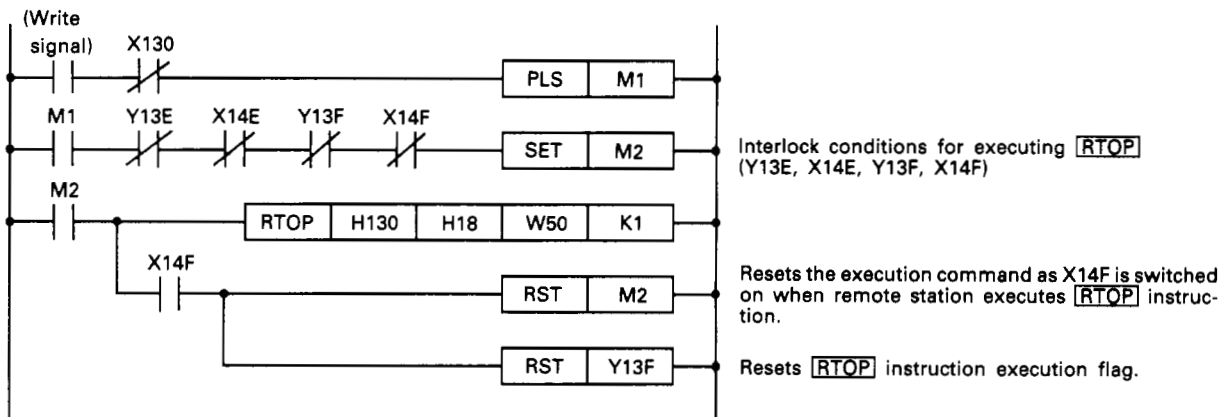 (Write
signal) X130
PLS M1
M1 Y13E X14E Y13F X14F
SET M2
Interlock conditions for executing RTOP
(Y13E, X14E, Y13F, X14F)
M2
RTOP H130 H18 W50 K1
X14F
RST M2
Resets the execution command as X14F is switched
on when remote station executes RTOP instruc-
tion.
RST Y13F
Resets RTOP instruction execution flag.